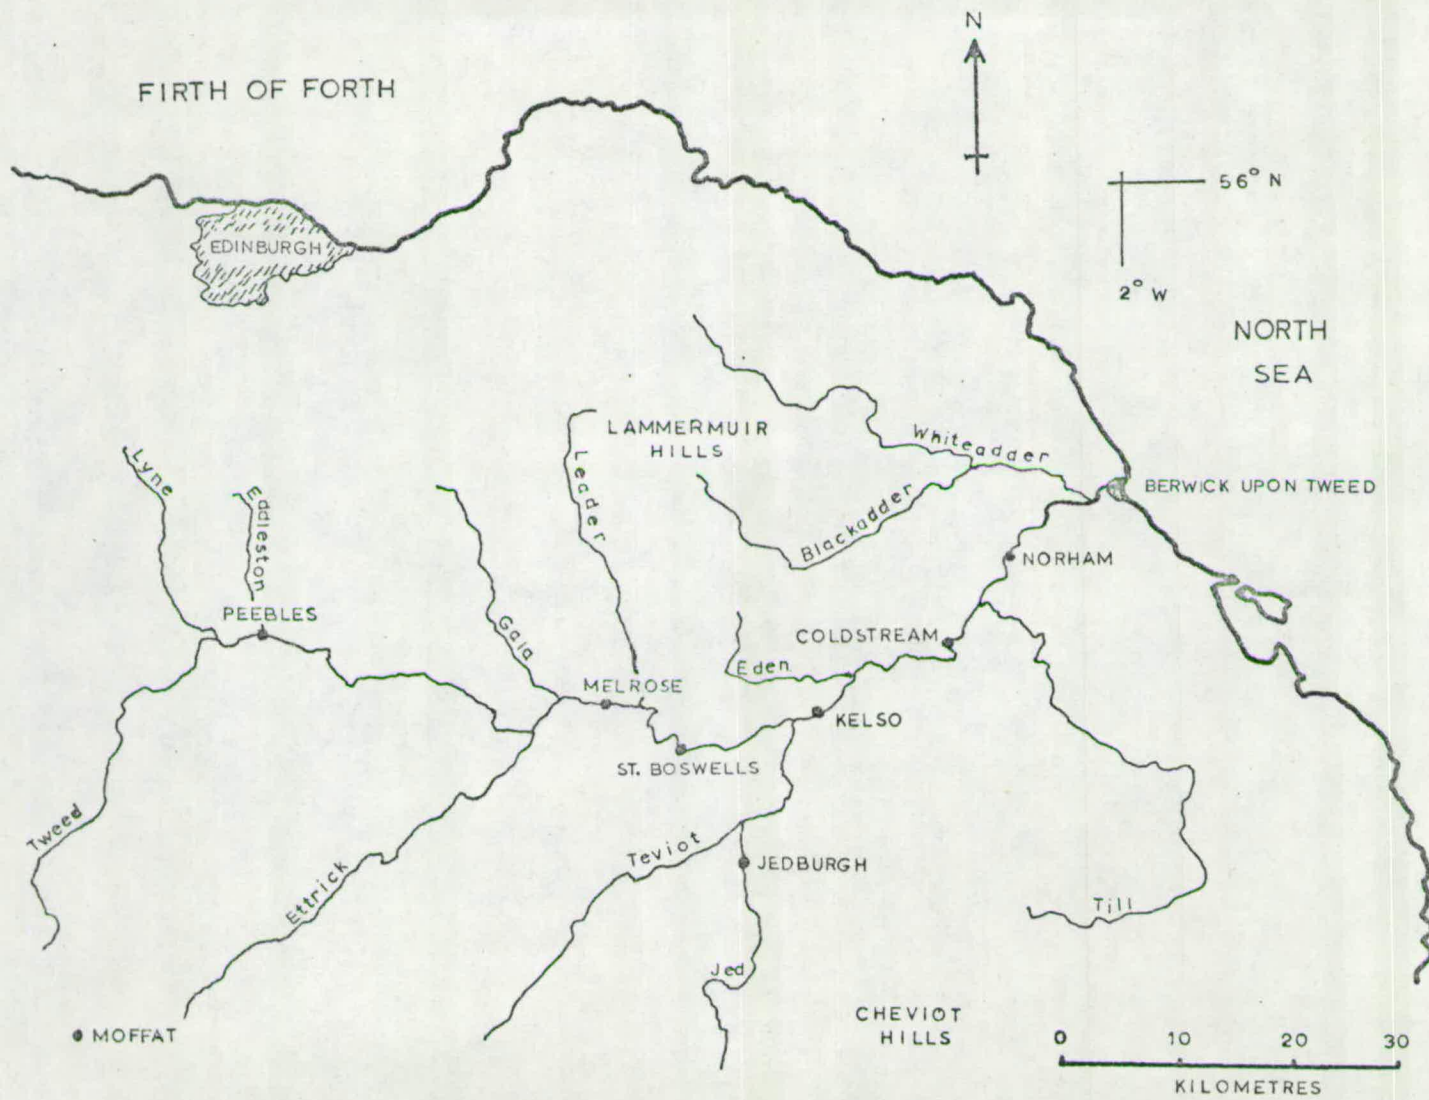 N
FIRTH OF FORTH
56° N
EDINBURGH
2° W
NORTH
SEA
LAMMERMUIR
HILLS
Whiteadder
Lyne
Leader
Eddleston
BERWICK UPON TWEED
Blackadder
NORHAM
PEEBLES
Gala
COLDSTREAM
Eden
MELROSE
KELSO
ST. BOSWELLS
Tweed
Teviot
JEDBURGH
Ettrick
Till
Jed
CHEVIOT
HILLS
MOFFAT
0 10 20 30
KILOMETRES